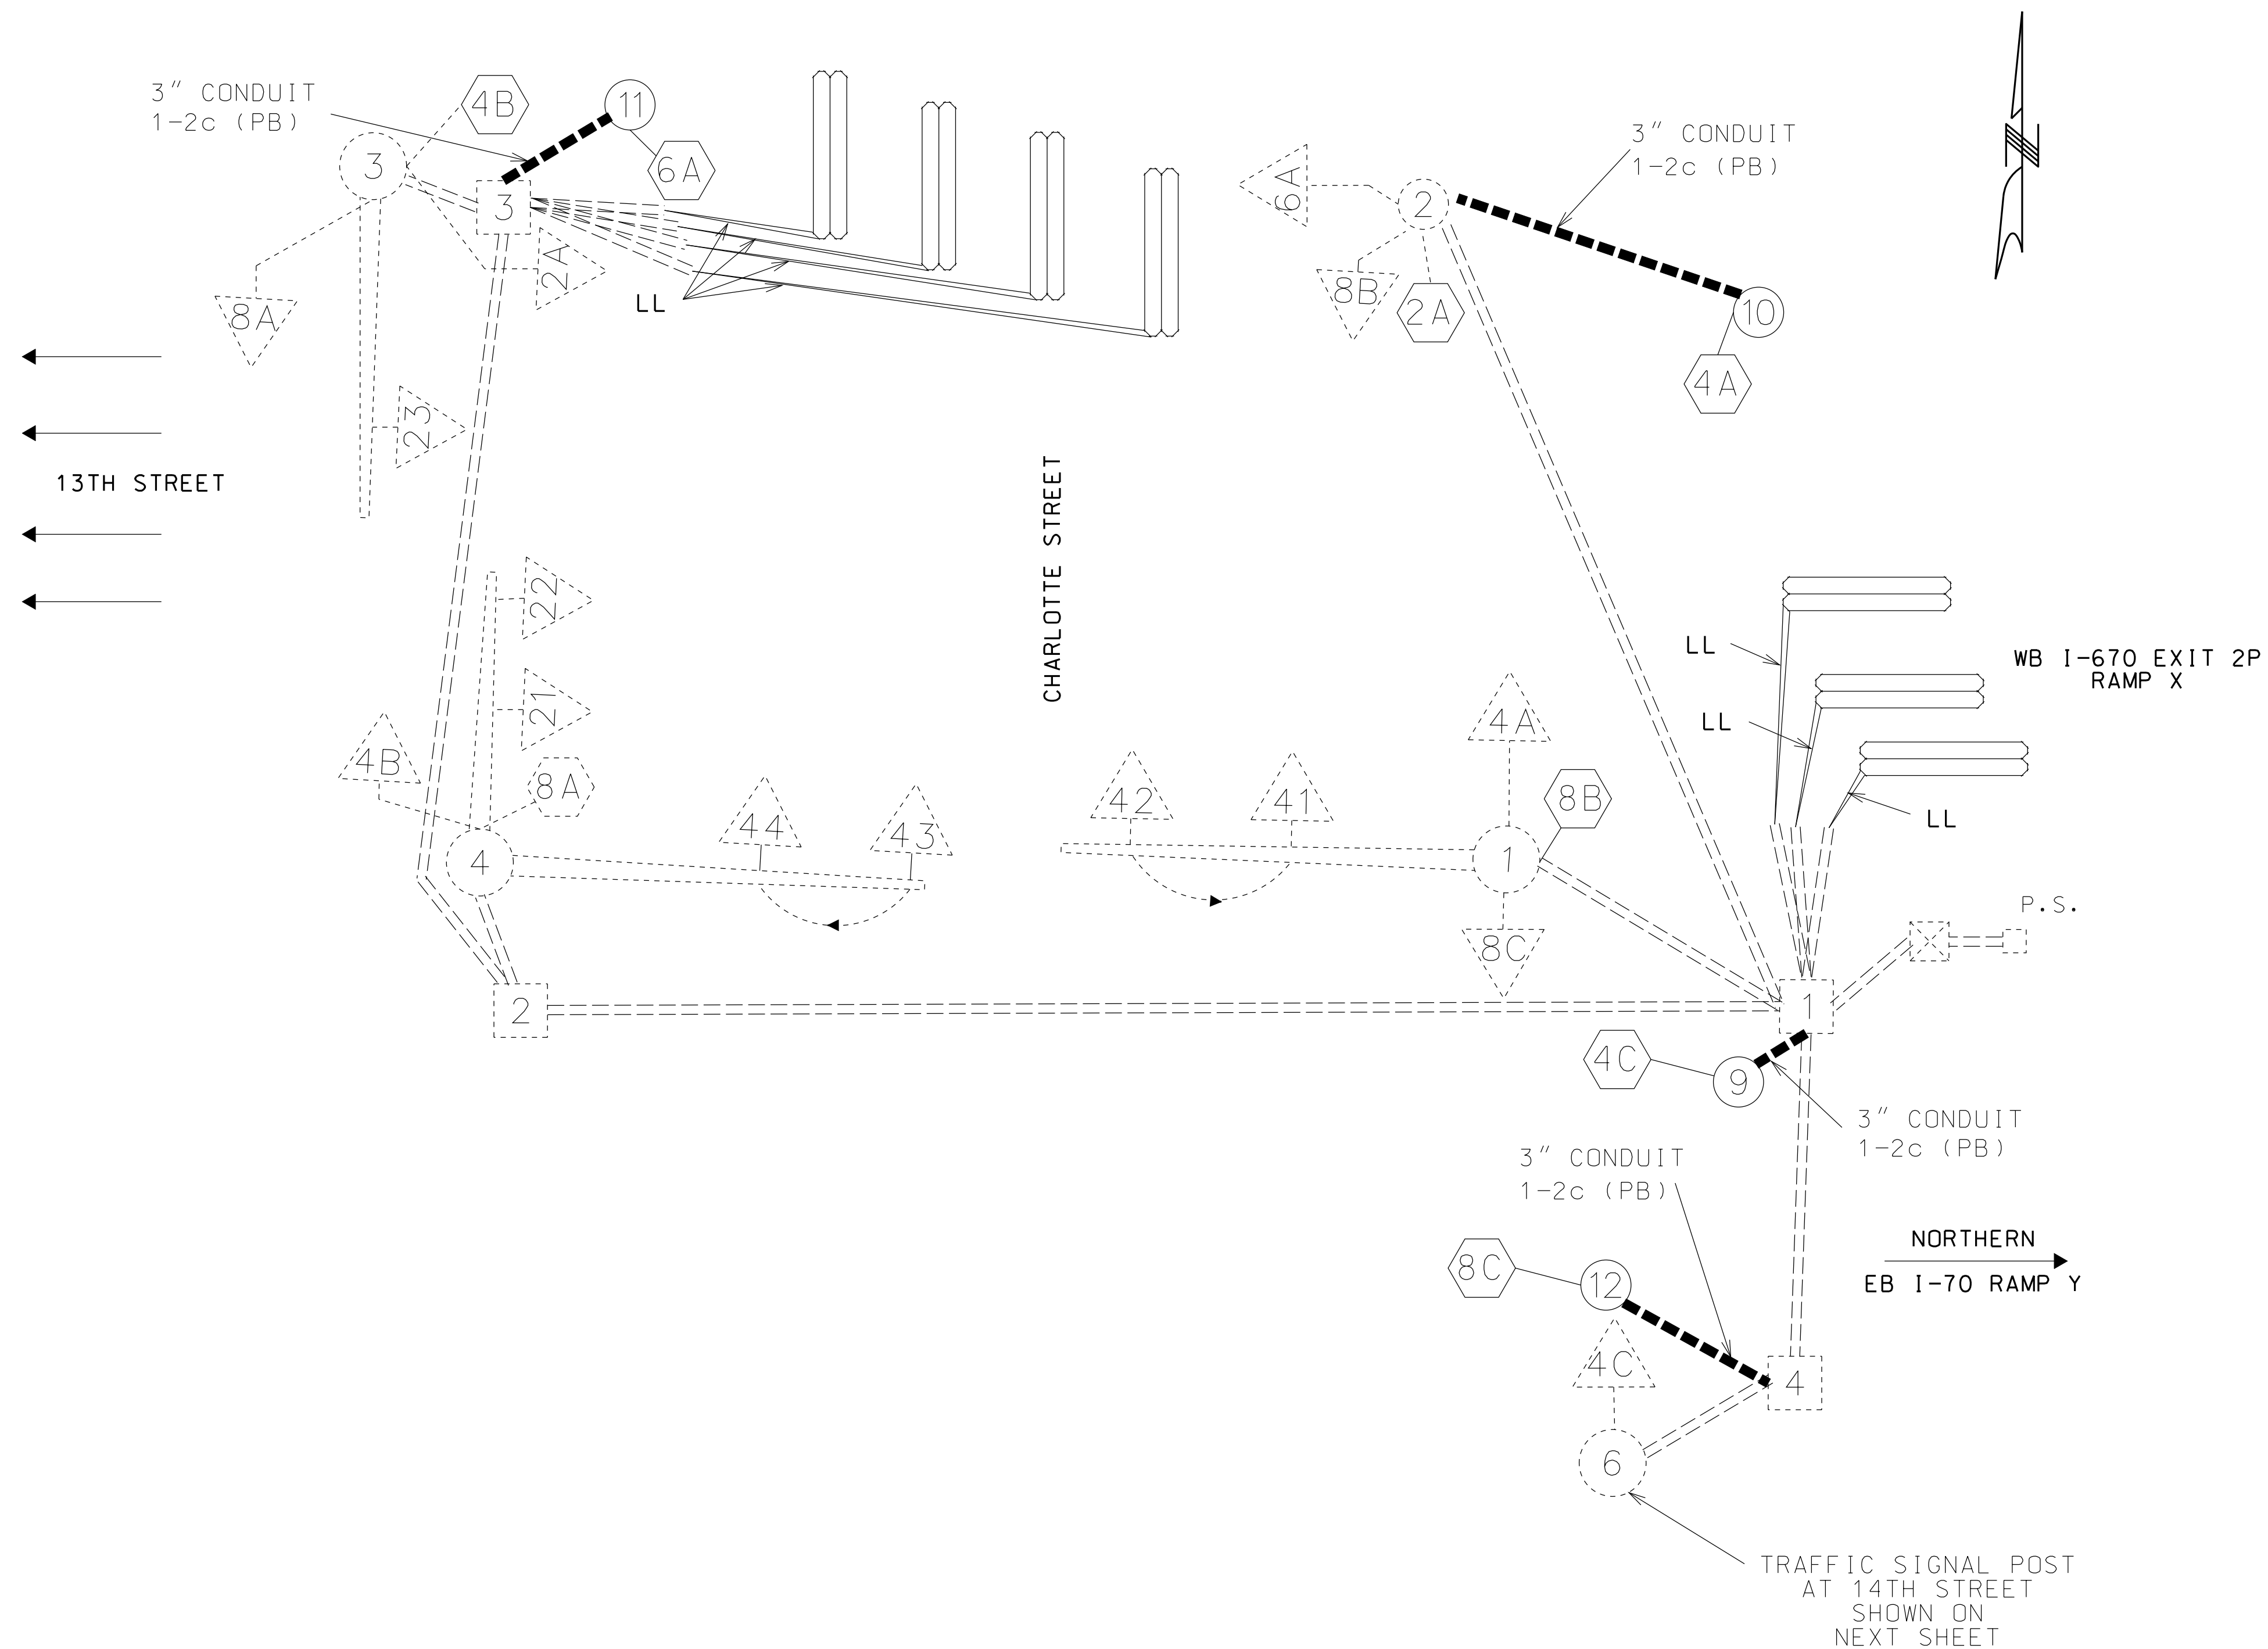 3" CONDUIT
1-2c (PB)
4B
11
3
6A
3
2A
8A
LL
23
13TH STREET
3" CONDUIT
1-2c (PB)
6A
2
8B
2A
10
4A
N
CHARLOTTE STREET
22
21
4B
8A
4
44
43
42
41
4A
8B
1
8C
LL
LL
LL
WB I-670 EXIT 2P
RAMP X
P.S.
2
1
4C
9
3" CONDUIT
1-2c (PB)
3" CONDUIT
1-2c (PB)
8C
12
4C
4
6
NORTHERN
EB I-70 RAMP Y
TRAFFIC SIGNAL POST
AT 14TH STREET
SHOWN ON
NEXT SHEET